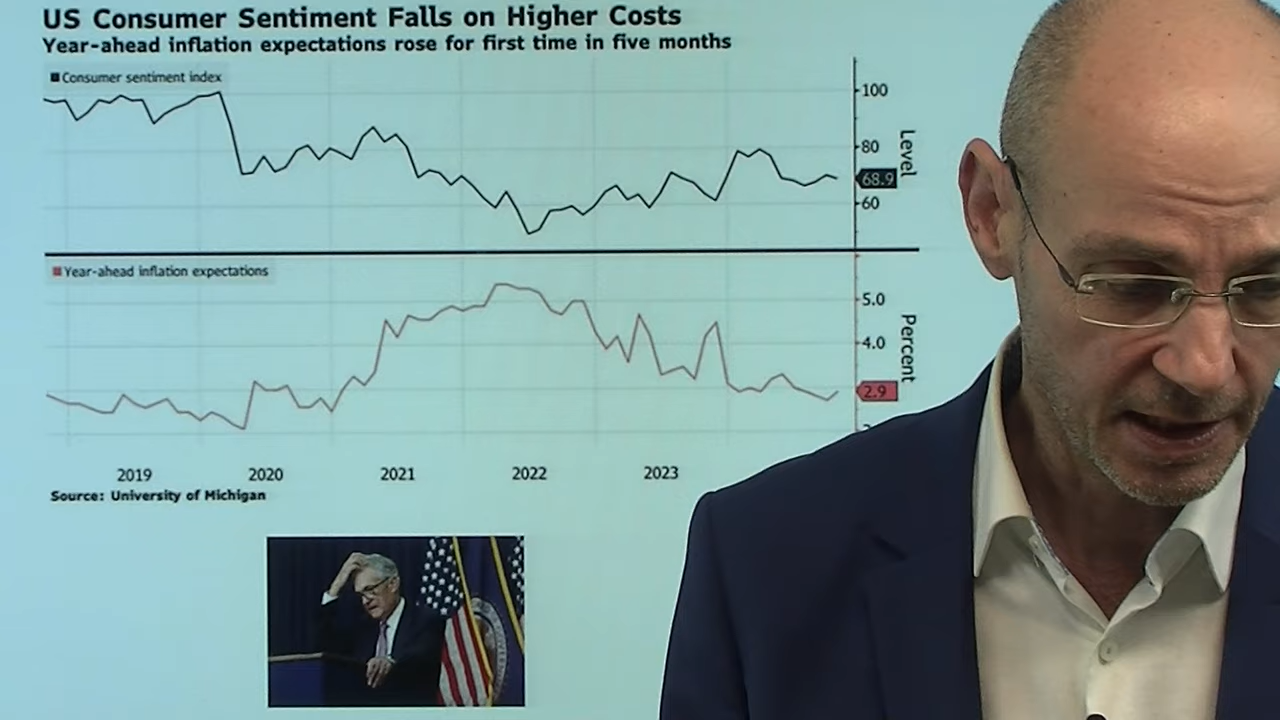 US Consumer Sentiment Falls on Higher Costs
Year-ahead inflation expectations rose for first time in five months
Consumer sentiment index
100
80
68.9
60
Level
Year-ahead inflation expectations
5.0
4.0
2.9
Percent
2019 2020 2021 2022 2023
Source: University of Michigan